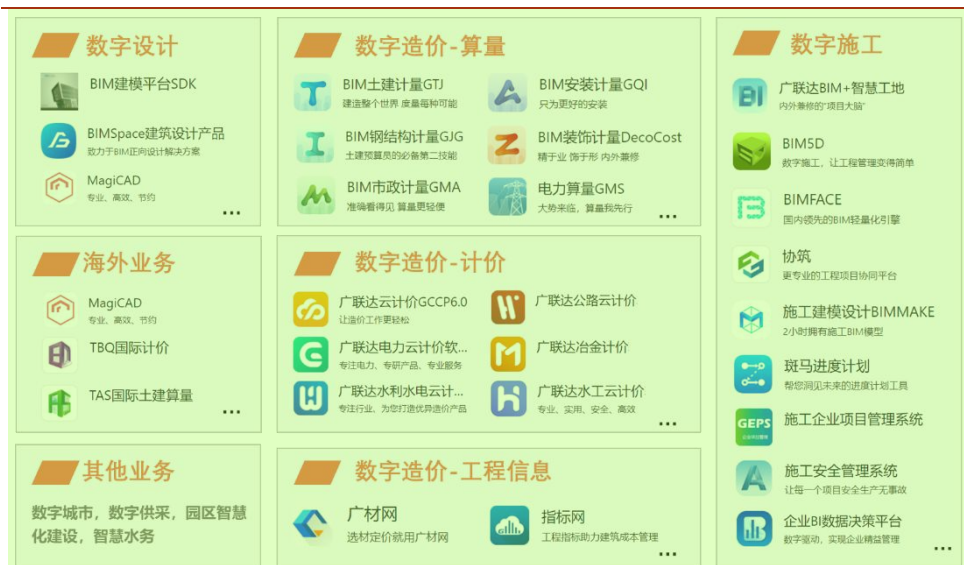 数字设计
BIM建模平台SDK
BIMSpace建筑设计产品
致力于BIM正向设计解决方案
MagiCAD
专业、高效、节约
...
海外业务
MagiCAD
专业、高效、节约
TBQ国际计价
TAS国际土建算量
...
其他业务
数字城市，数字供采，园区智慧
化建设，智慧水务
数字造价-算量
BIM土建计量GTJ
建造整个世界 度量每种可能
BIM安装计量GQI
只为更好的安装
BIM钢结构计量GJG
土建预算员的必备第二技能
BIM装饰计量DecoCost
精于业 饰于形 内外兼修
BIM市政计量GMA
准确看得见 算量更轻便
电力算量GMS
大势来临，算量我先行
...
数字造价-计价
广联达云计价GCCP6.0
让造价工作更轻松
广联达公路云计价
广联达电力云计价软...
专注电力、专研产品、专业服务
广联达冶金计价
广联达水利水电云计...
专注行业，为您打造优异造价产品
广联达水工云计价
专业、实用、安全、高效
...
数字造价-工程信息
广材网
选材定价就用广材网
指标网
工程指标助力建筑成本管理
...
数字施工
BI
广联达BIM+智慧工地
内外兼修的“项目大脑”
BIM5D
数字施工，让工程管理变得简单
BIMFACE
国内领先的BIM轻量化引擎
协筑
更专业的工程项目协同平台
施工建模设计BIMMAKE
2小时拥有施工BIM模型
斑马进度计划
帮您洞见未来的进度计划工具
GEPS
施工企业项目管理系统
施工安全管理系统
让每一个项目安全生产无事故
企业BI数据决策平台
数字驱动，实现企业精益管理
...